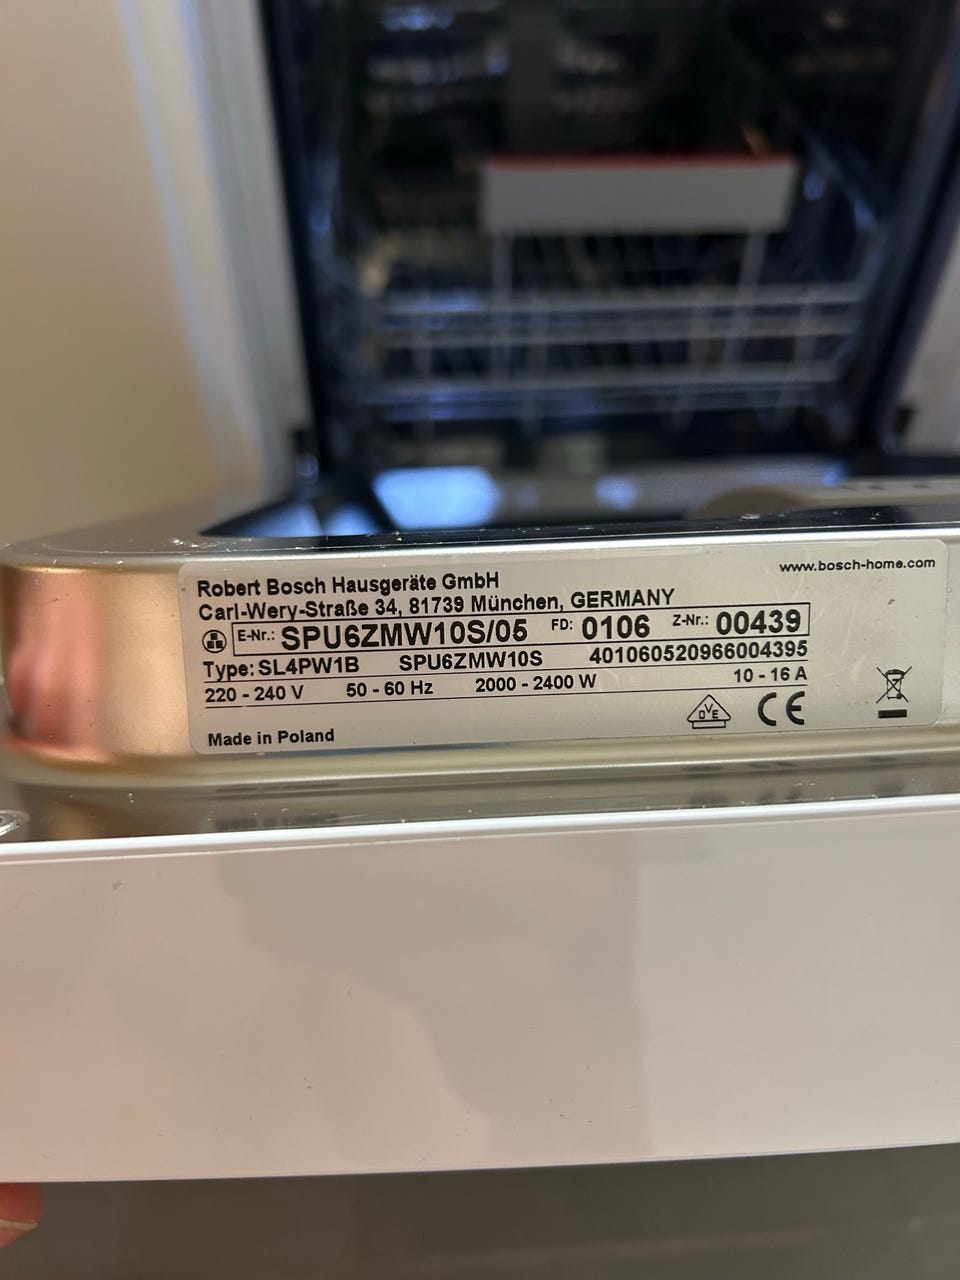 Robert Bosch Hausgeräte GmbH
www.bosch-home.com
Carl-Wery-Straße 34, 81739 München, GERMANY
E-Nr.: SPU6ZMW10S/05 FD: 0106 Z-Nr.: 00439
Type: SL4PW1B SPU6ZMW10S 401060520966004395
220 - 240 V 50 - 60 Hz 2000 - 2400 W 10 - 16 A
DVE CE
Made in Poland